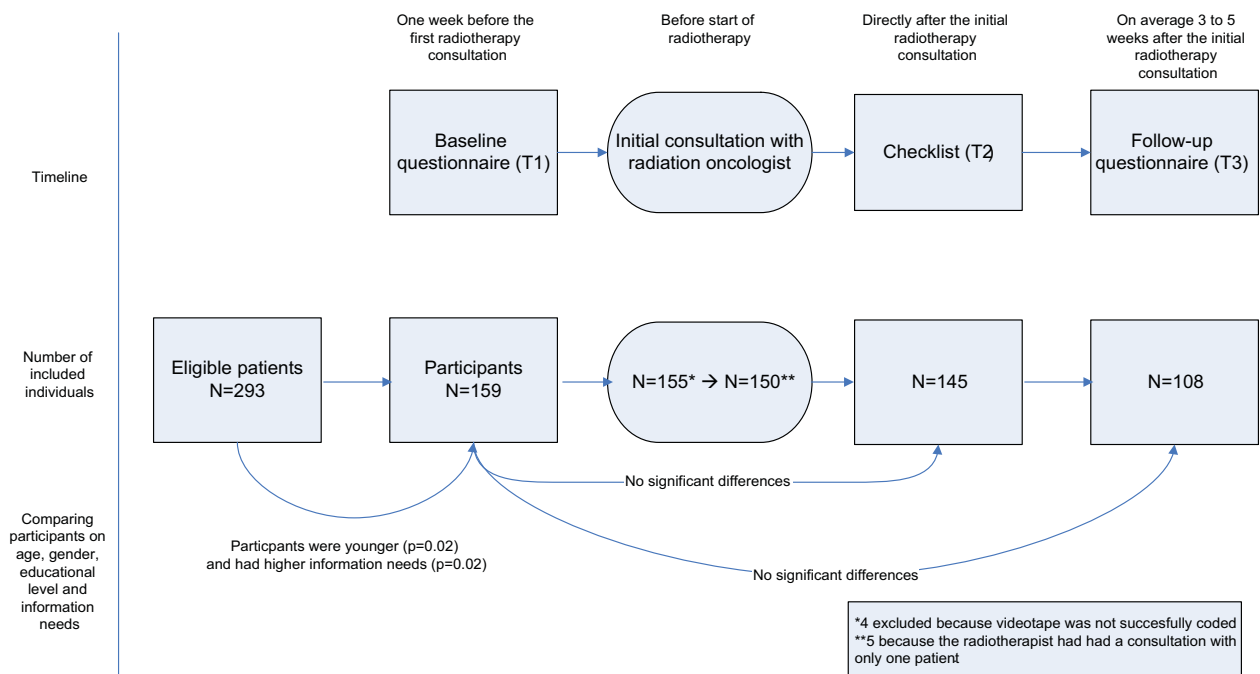 One week before the
first radiotherapy
consultation
Before start of
radiotherapy
Directly after the initial
radiotherapy
consultation
On average 3 to 5
weeks after the initial
radiotherapy
consultation
Timeline
Baseline
questionnaire (T1)
Initial consultation with
radiation oncologist
Checklist (T2)
Follow-up
questionnaire (T3)
Number of
included
individuals
Eligible patients
N=293
Participants
N=159
N=155* → N=150**
N=145
N=108
No significant differences
Comparing
participants on
age, gender,
educational
level and
information
needs
Particpants were younger (p=0.02)
and had higher information needs (p=0.02)
No significant differences
*4 excluded because videotape was not succesfully coded
**5 because the radiotherapist had had a consultation with
only one patient.